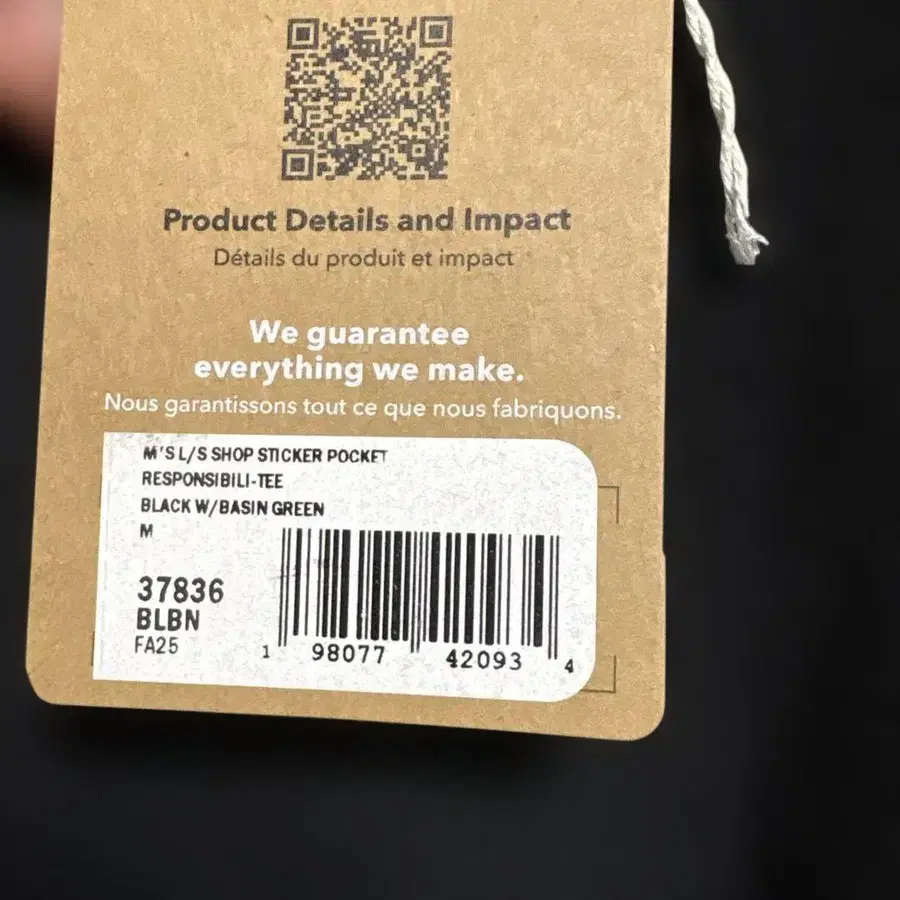 Product Details and Impact
Détails du produit et impact
We guarantee
everything we make.
Nous garantissons tout ce que nous fabriquons.
M'S L/S SHOP STICKER POCKET
RESPONSIBILI-TEE
BLACK W/BASIN GREEN
M
37836
BLBN
FA25
1 98077 42093 4